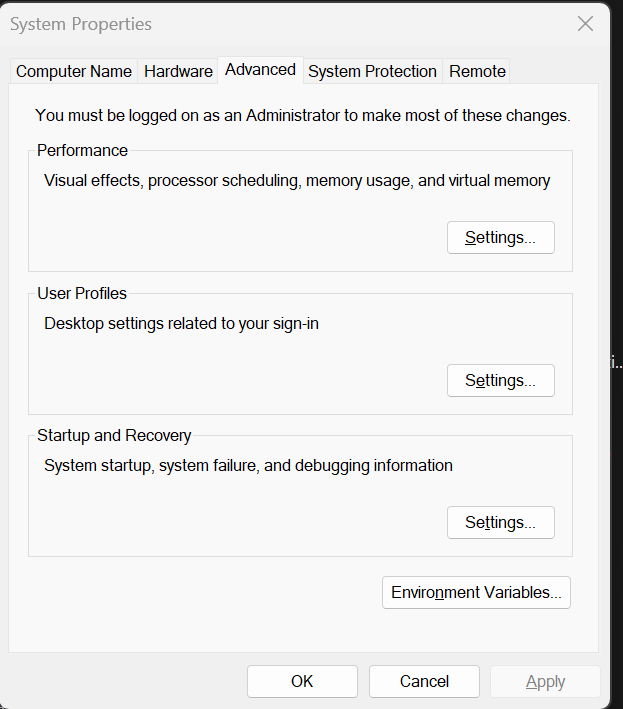 System Properties
Computer Name Hardware Advanced System Protection Remote
You must be logged on as an Administrator to make most of these changes.
Performance
Visual effects, processor scheduling, memory usage, and virtual memory
Settings...
User Profiles
Desktop settings related to your sign-in
Settings...
Startup and Recovery
System startup, system failure, and debugging information
Settings...
Environment Variables...
OK Cancel Apply